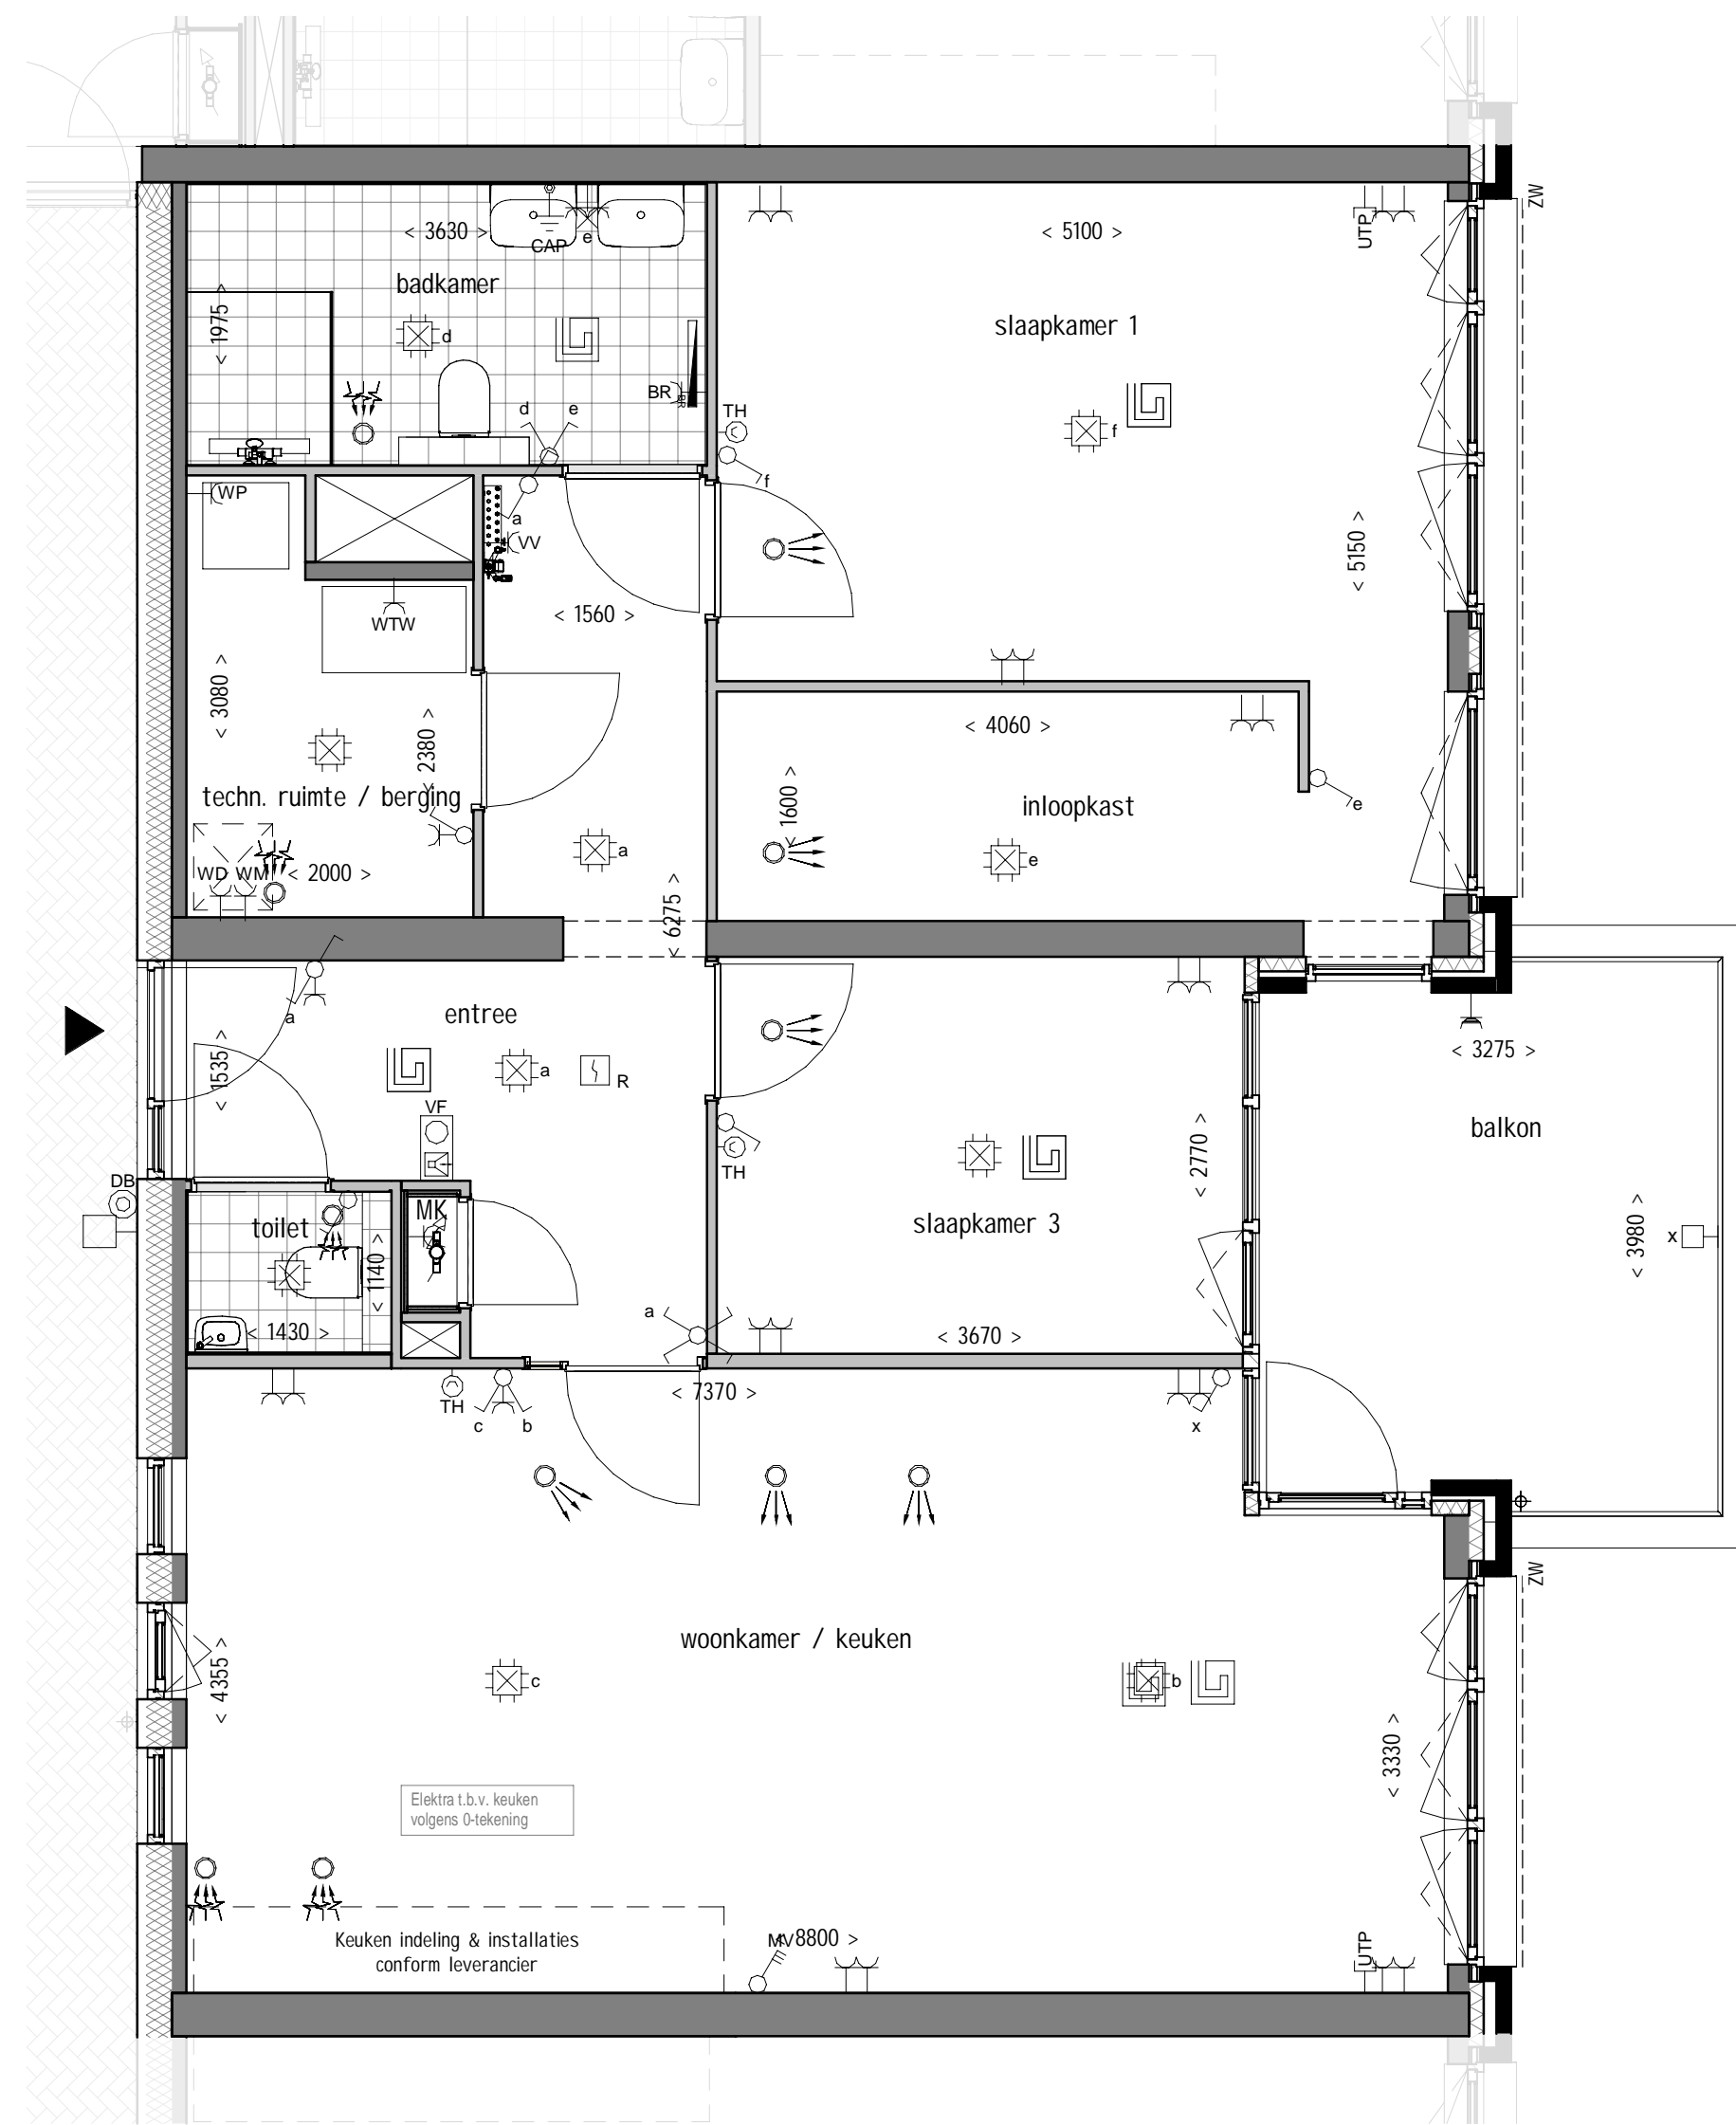 ZW
< 3630 >
CAP
e
< 5100 >
UTP
badkamer
< 1975 >
slaapkamer 1
d
BR
BR
d
e
TH
f
f
WP
a
VV
< 5150 >
WTW
< 1560 >
< 3080 >
< 2380 >
< 4060 >
techn. ruimte / berging
< 1600 >
inloopkast
e
a
e
WD
WM
< 2000 >
< 6275 >
a
entree
< 1535 >
a
R
< 3275 >
VF
balkon
< 2770 >
TH
DB
MK
toilet
slaapkamer 3
< 3980 >
x
< 1140 >
< 1430 >
a
< 3670 >
< 7370 >
TH
c
b
x
ZW
woonkamer / keuken
< 4355 >
c
b
< 3330 >
Elektra t.b.v. keuken
volgens 0-tekening
Keuken indeling & installaties
conform leverancier
MV
< 8800 >
UTP